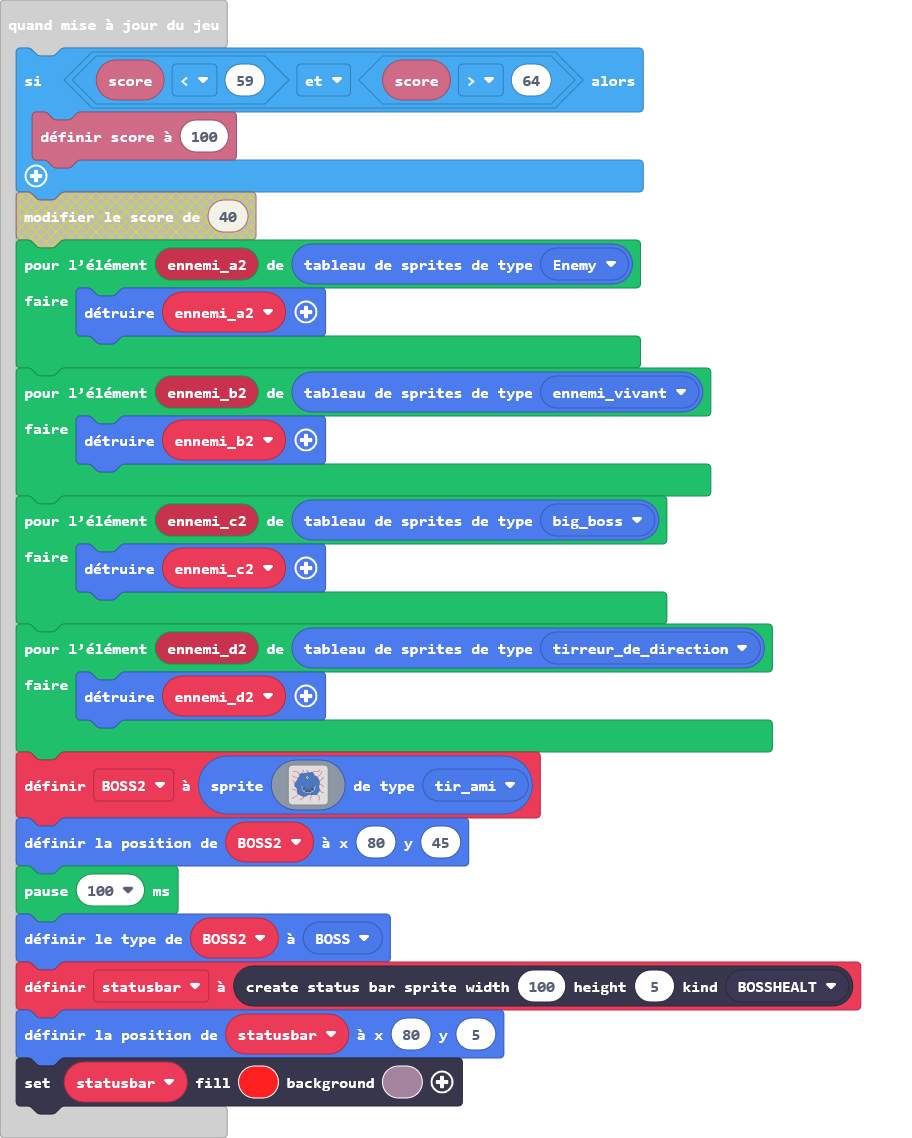 quand mise à jour du jeu
si score < 59 et score > 64 alors
définir score à 100
modifier le score de 40
pour l'élément ennemi_a2 de tableau de sprites de type Enemy
faire détruire ennemi_a2
pour l'élément ennemi_b2 de tableau de sprites de type ennemi_vivant
faire détruire ennemi_b2
pour l'élément ennemi_c2 de tableau de sprites de type big_boss
faire détruire ennemi_c2
pour l'élément ennemi_d2 de tableau de sprites de type tirreur_de_direction
faire détruire ennemi_d2
définir BOSS2 à sprite de type tir_ami
définir la position de BOSS2 à x 80 y 45
pause 100 ms
définir le type de BOSS2 à BOSS
définir statusbar à create status bar sprite width 100 height 5 kind BOSSHEALT
définir la position de statusbar à x 80 y 5
set statusbar fill background